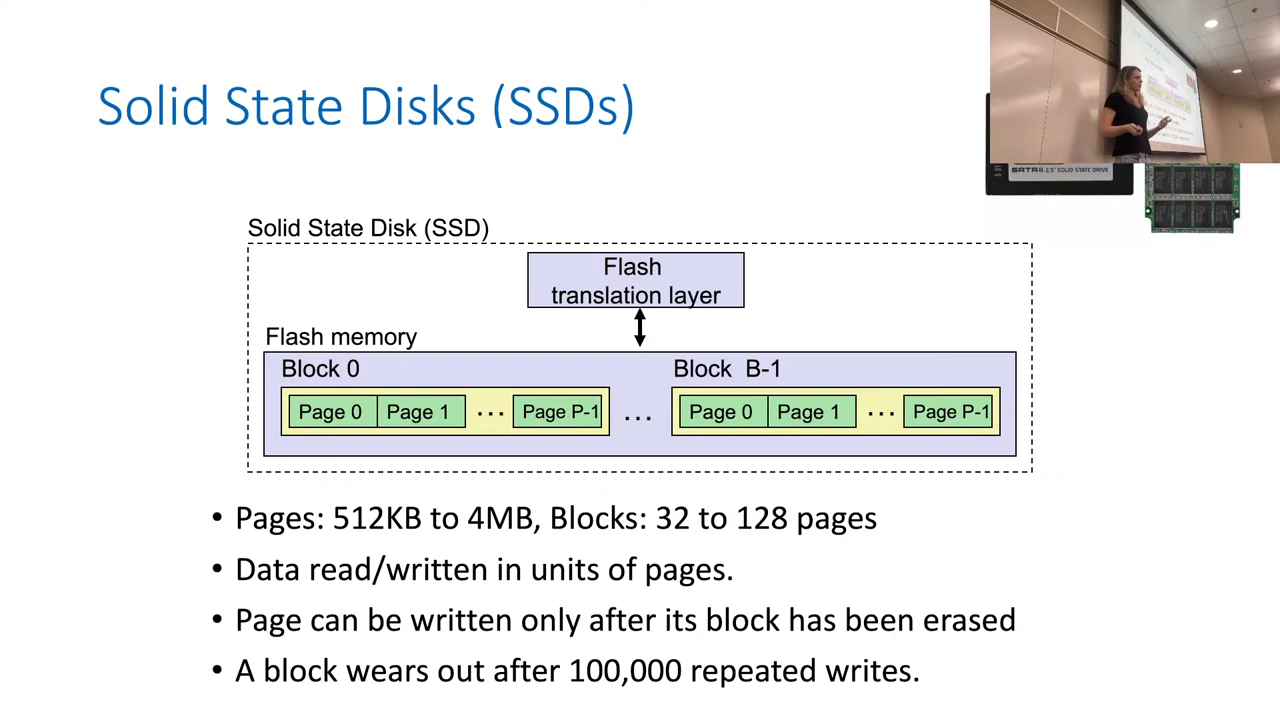 Solid State Disks (SSDs)
SATA II 2.5" SOLID STATE DRIVE
Solid State Disk (SSD)
Flash
translation layer
Flash memory
Block 0
Block B-1
Page 0 Page 1 ... Page P-1 ... Page 0 Page 1 ... Page P-1
• Pages: 512KB to 4MB, Blocks: 32 to 128 pages
• Data read/written in units of pages.
• Page can be written only after its block has been erased
• A block wears out after 100,000 repeated writes.